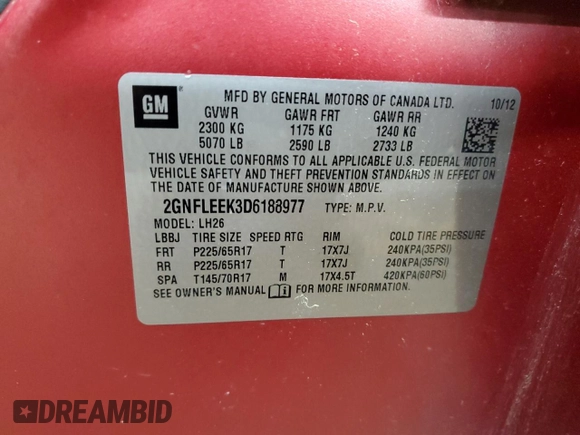 GM
MFD BY GENERAL MOTORS OF CANADA LTD. 10/12
GVWR GAWR FRT GAWR RR
2300 KG 1175 KG 1240 KG
5070 LB 2590 LB 2733 LB
THIS VEHICLE CONFORMS TO ALL APPLICABLE U.S. FEDERAL MOTOR
VEHICLE SAFETY AND THEFT PREVENTION STANDARDS IN EFFECT ON
THE DATE OF MANUFACTURE SHOWN ABOVE.
2GNFLEEK3D6188977 TYPE: M.P.V.
MODEL: LH26
LBBJ TIRE SIZE SPEED RTG RIM COLD TIRE PRESSURE
FRT P225/65R17 T 17X7J 240KPA(35PSI)
RR P225/65R17 T 17X7J 240KPA(35PSI)
SPA T145/70R17 M 17X4.5T 420KPA(60PSI)
SEE OWNER'S MANUAL i FOR MORE INFORMATION.
DREAMBID